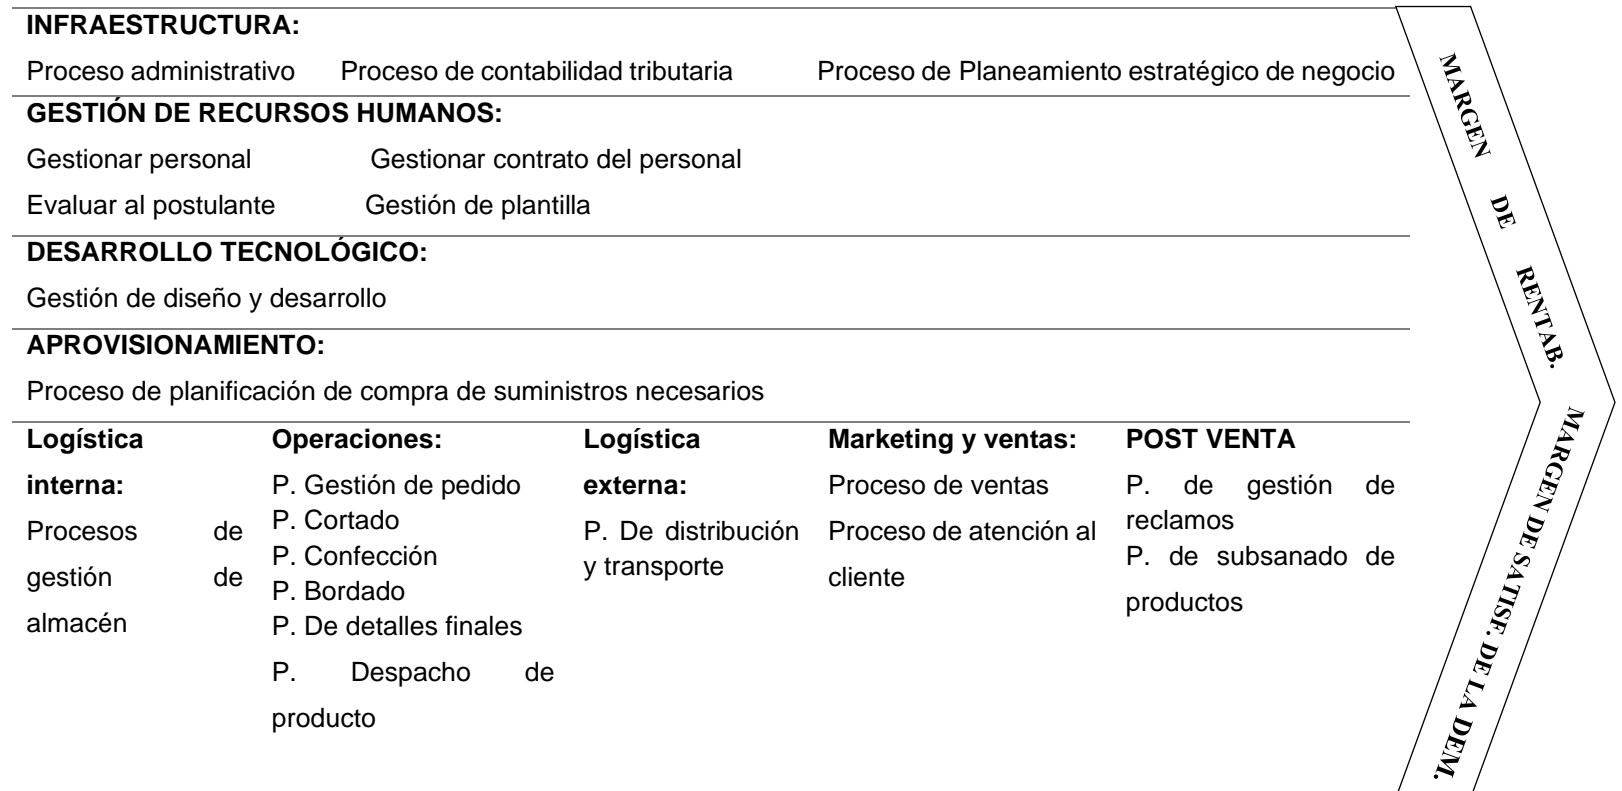 INFRAESTRUCTURA:
Proceso administrativo Proceso de contabilidad tributaria Proceso de Planeamiento estratégico de negocio
GESTIÓN DE RECURSOS HUMANOS:
Gestionar personal Gestionar contrato del personal
Evaluar al postulante Gestión de plantilla
DESARROLLO TECNOLÓGICO:
Gestión de diseño y desarrollo
APROVISIONAMIENTO:
Proceso de planificación de compra de suministros necesarios
Logística
interna:
Procesos de
gestión de
almacén
Operaciones:
P. Gestión de pedido
P. Cortado
P. Confección
P. Bordado
P. De detalles finales
P. Despacho de
producto
Logística
externa:
P. De distribución
y transporte
Marketing y ventas:
Proceso de ventas
Proceso de atención al
cliente
POST VENTA
P. de gestión de
reclamos
P. de subsanado de
productos
MARGEN DE RENTAB.
MARGEN DE SATISF. DE LA DEM.